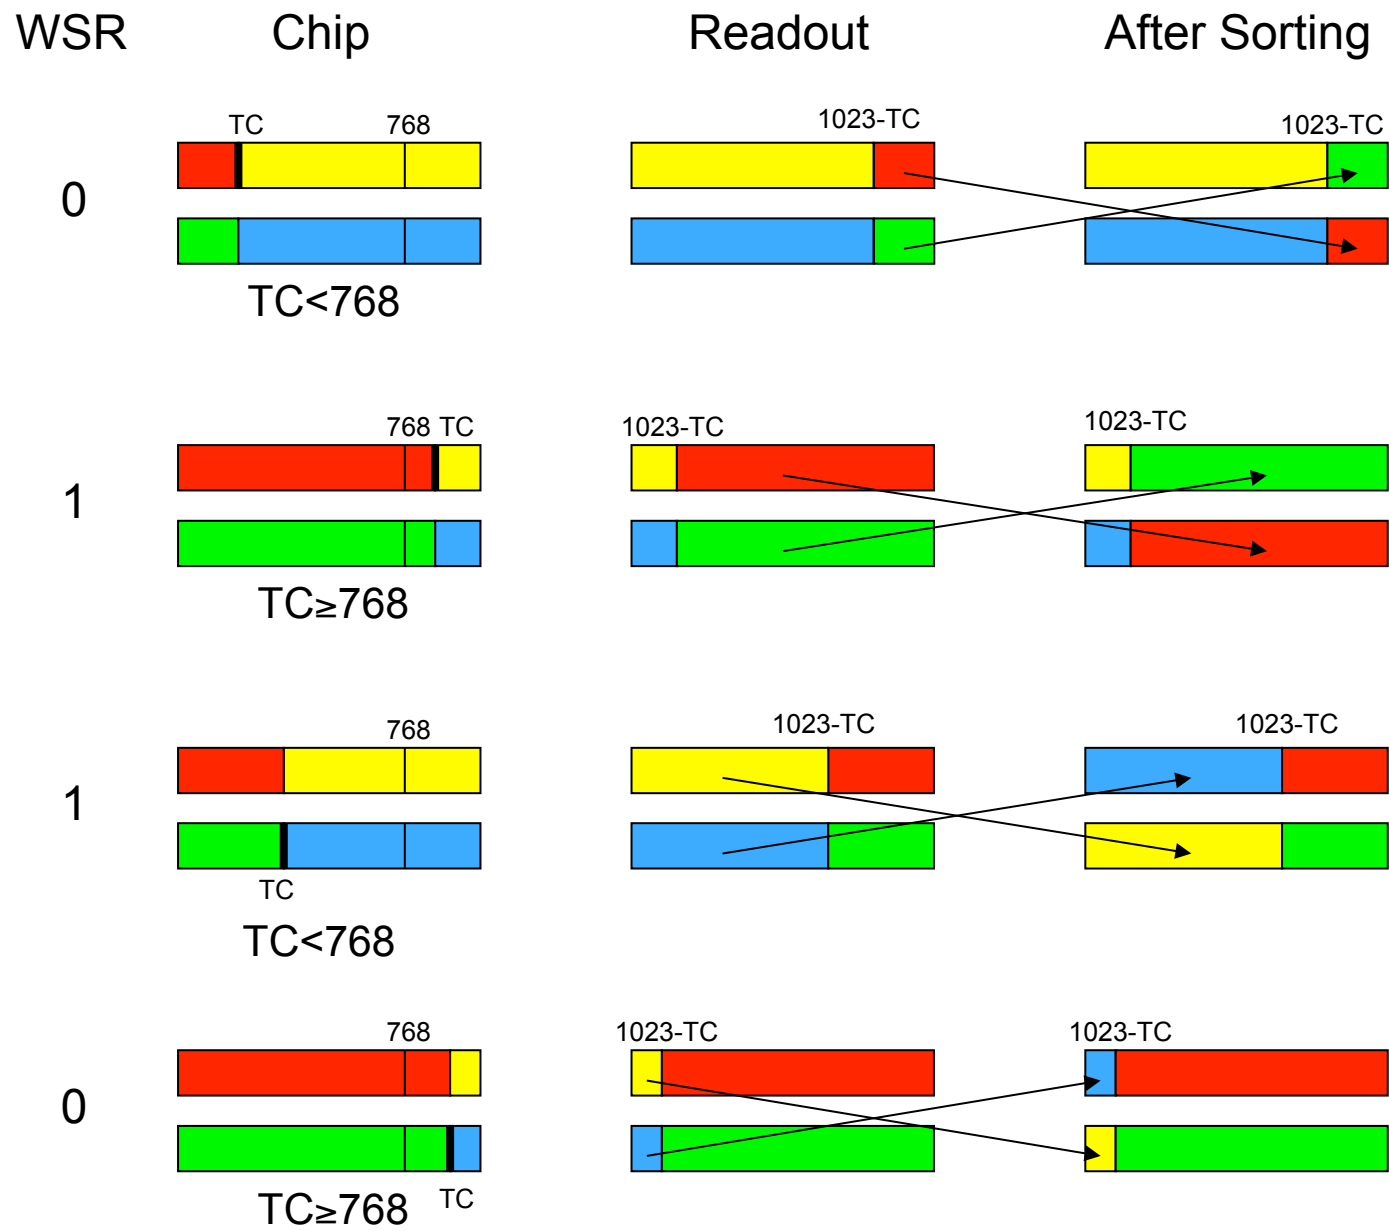 WSR Chip Readout After Sorting
TC 768 1023-TC 1023-TC
0
TC<768
768 TC 1023-TC 1023-TC
1
TC≥768
768 1023-TC 1023-TC
1
TC
TC<768
768 1023-TC 1023-TC
0
TC≥768 TC